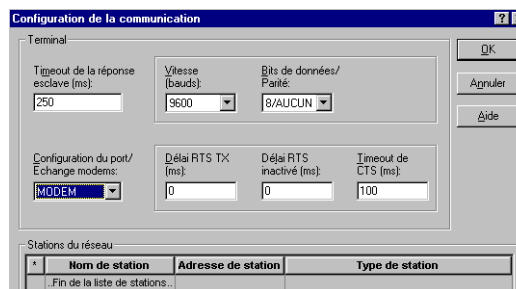 Configuration de la communication
Terminal
OK
Timeout de la réponse esclave (ms):
Vitesse (bauds):
Bits de données/ Parité:
250
9600
8/AUCUN
Annuler
Aide
Configuration du port/ Echange modems:
Délai RTS TX (ms):
Délai RTS inactivé (ms):
Timeout de CTS (ms):
MODEM
0
0
100
Stations du réseau
* Nom de station Adresse de station Type de station
..Fin de la liste de stations..